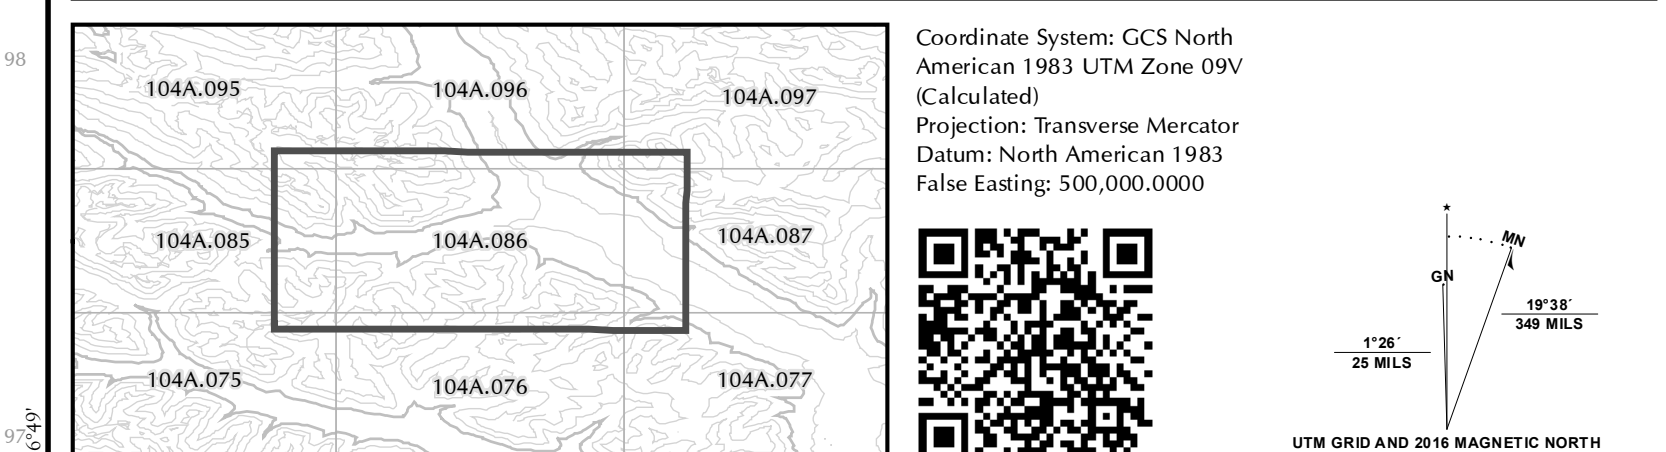 98
97
6°49'
104A.095
104A.096
104A.097
104A.085
104A.086
104A.087
104A.075
104A.076
104A.077
Coordinate System: GCS North
American 1983 UTM Zone 09V
(Calculated)
Projection: Transverse Mercator
Datum: North American 1983
False Easting: 500,000.0000
MN
GN
19°38´
349 MILS
1°26´
25 MILS
UTM GRID AND 2016 MAGNETIC NORTH